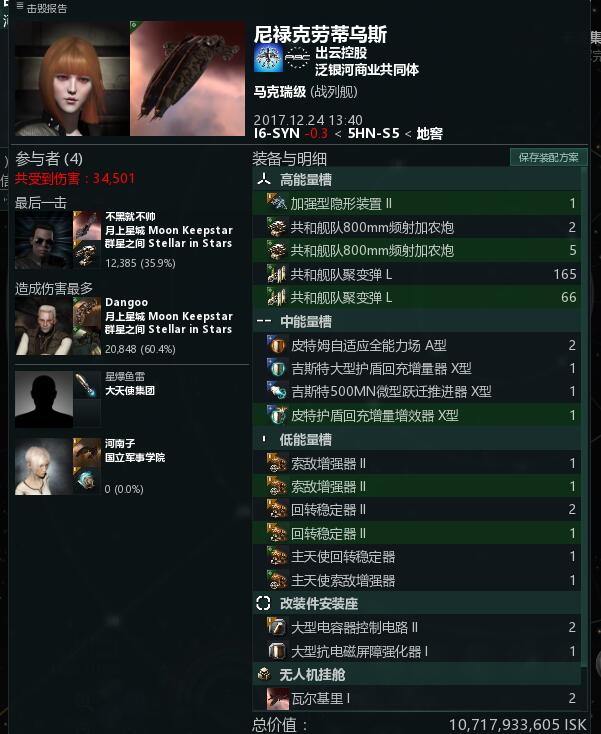 击毁报告
尼禄克劳蒂乌斯
出云控股
泛银河商业共同体
马克瑞级 (战列舰)
2017.12.24 13:40
I6-SYN -0.3 < 5HN-S5 < 地窖
参与者 (4)
共受到伤害：34,501
最后一击
不黑就不帅
月上星城 Moon Keepstar
群星之间 Stellar in Stars
12,385 (35.9%)
造成伤害最多
Dangoo
月上星城 Moon Keepstar
群星之间 Stellar in Stars
20,848 (60.4%)
星爆鱼雷
大天使集团
河南子
国立军事学院
0 (0.0%)
装备与明细
保存装配方案
高能量槽
加强型隐形装置 II 1
共和舰队800mm频射加农炮 2
共和舰队800mm频射加农炮 5
共和舰队聚变弹 L 165
共和舰队聚变弹 L 66
中能量槽
皮特姆自适应全能力场 A型 2
吉斯特大型护盾回充增量器 X型 1
吉斯特500MN微型跃迁推进器 X型 1
皮特护盾回充增量增效器 X型 1
低能量槽
索敌增强器 II 1
索敌增强器 II 1
回转稳定器 II 2
回转稳定器 II 1
主天使回转稳定器 1
主天使索敌增强器 1
改装件安装座
大型电容器控制电路 II 2
大型抗电磁屏障强化器 I 1
无人机挂舱
瓦尔基里 I 2
总价值： 10,717,933,605 ISK